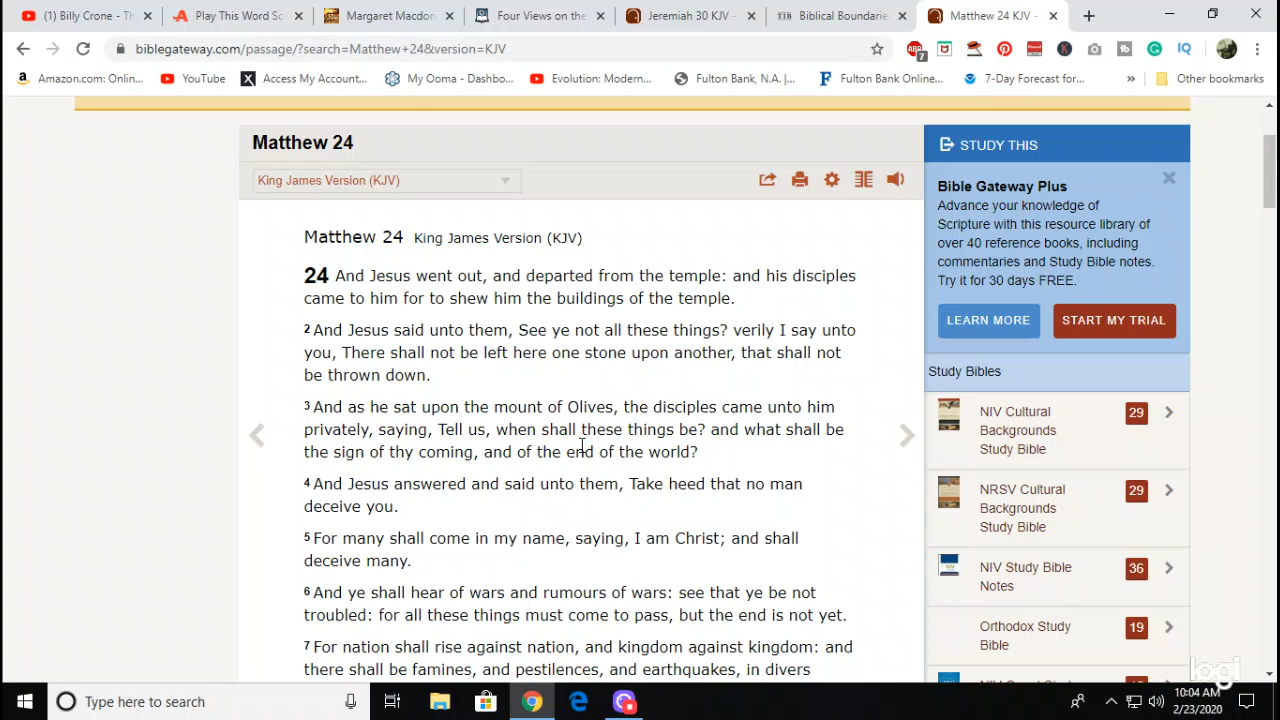 (1) Billy Crone - "The
Play This Word Sc
Margaret Macdon
Four Views on the
Jeremiah 30 KJV -
Biblical Boundarie
Matthew 24 KJV -
biblegateway.com/passage/?search=Matthew+24&version=KJV
ABP
7
IQ
Amazon.com: Onlin...
YouTube
Access My Account...
My Ooma - Dashbo...
Evolution: Modern...
Fulton Bank, N.A. |...
Fulton Bank Online...
7-Day Forecast for...
»
Other bookmarks
Matthew 24
King James Version (KJV)
Matthew 24 King James Version (KJV)
24 And Jesus went out, and departed from the temple: and his disciples
came to him for to shew him the buildings of the temple.
2 And Jesus said unto them, See ye not all these things? verily I say unto
you, There shall not be left here one stone upon another, that shall not
be thrown down.
3 And as he sat upon the mount of Olives, the disciples came unto him
privately, saying, Tell us, when shall these things be? and what shall be
the sign of thy coming, and of the end of the world?
4 And Jesus answered and said unto them, Take heed that no man
deceive you.
5 For many shall come in my name, saying, I am Christ; and shall
deceive many.
6 And ye shall hear of wars and rumours of wars: see that ye be not
troubled: for all these things must come to pass, but the end is not yet.
7 For nation shall rise against nation, and kingdom against kingdom: and
there shall be famines, and pestilences, and earthquakes, in divers
STUDY THIS
Bible Gateway Plus
Advance your knowledge of
Scripture with this resource library of
over 40 reference books, including
commentaries and Study Bible notes.
Try it for 30 days FREE.
LEARN MORE
START MY TRIAL
Study Bibles
NIV Cultural
Backgrounds
Study Bible
29
NRSV Cultural
Backgrounds
Study Bible
29
NIV Study Bible
Notes
36
Orthodox Study
Bible
19
logi
Type here to search
10:04 AM
2/23/2020